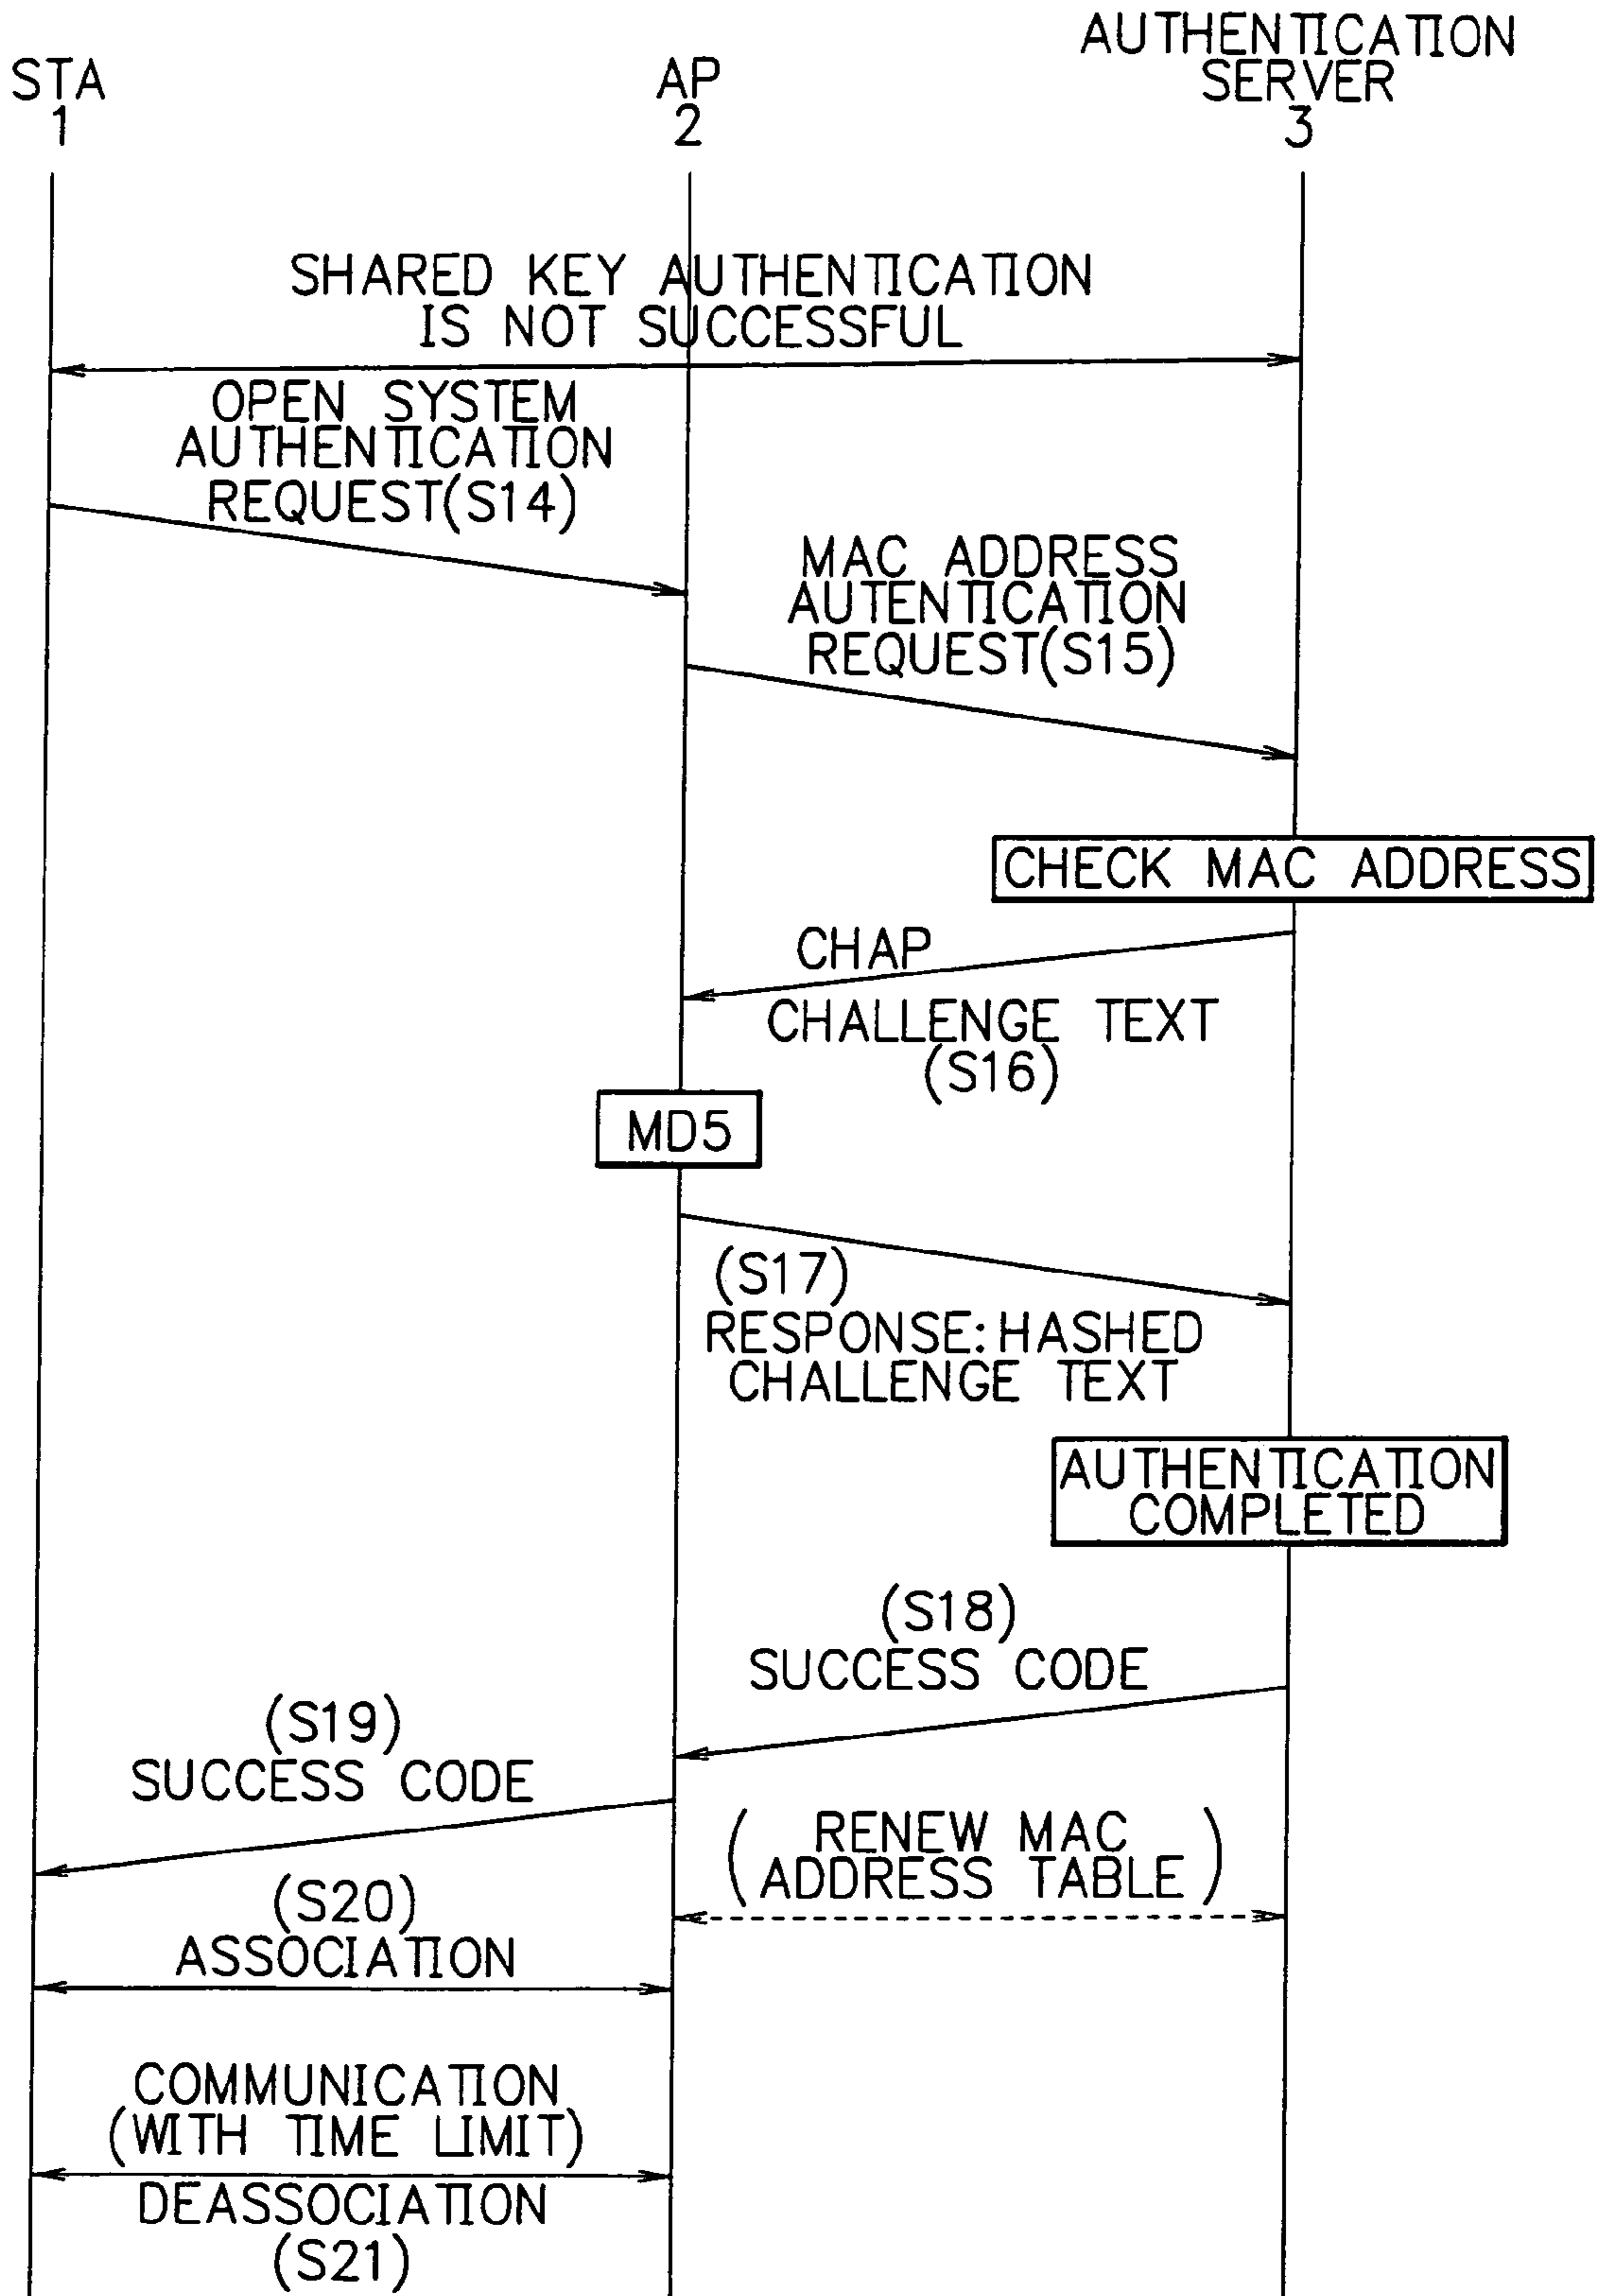 STA
1
AP
2
AUTHENTICATION
SERVER
3
SHARED KEY AUTHENTICATION
IS NOT SUCCESSFUL
OPEN SYSTEM
AUTHENTICATION
REQUEST(S14)
MAC ADDRESS
AUTENTICATION
REQUEST(S15)
CHECK MAC ADDRESS
CHAP
CHALLENGE TEXT
(S16)
MD5
(S17)
RESPONSE:HASHED
CHALLENGE TEXT
AUTHENTICATION
COMPLETED
(S18)
SUCCESS CODE
(S19)
SUCCESS CODE
(RENEW MAC
ADDRESS TABLE)
(S20)
ASSOCIATION
COMMUNICATION
(WITH TIME LIMIT)
DEASSOCIATION
(S21)